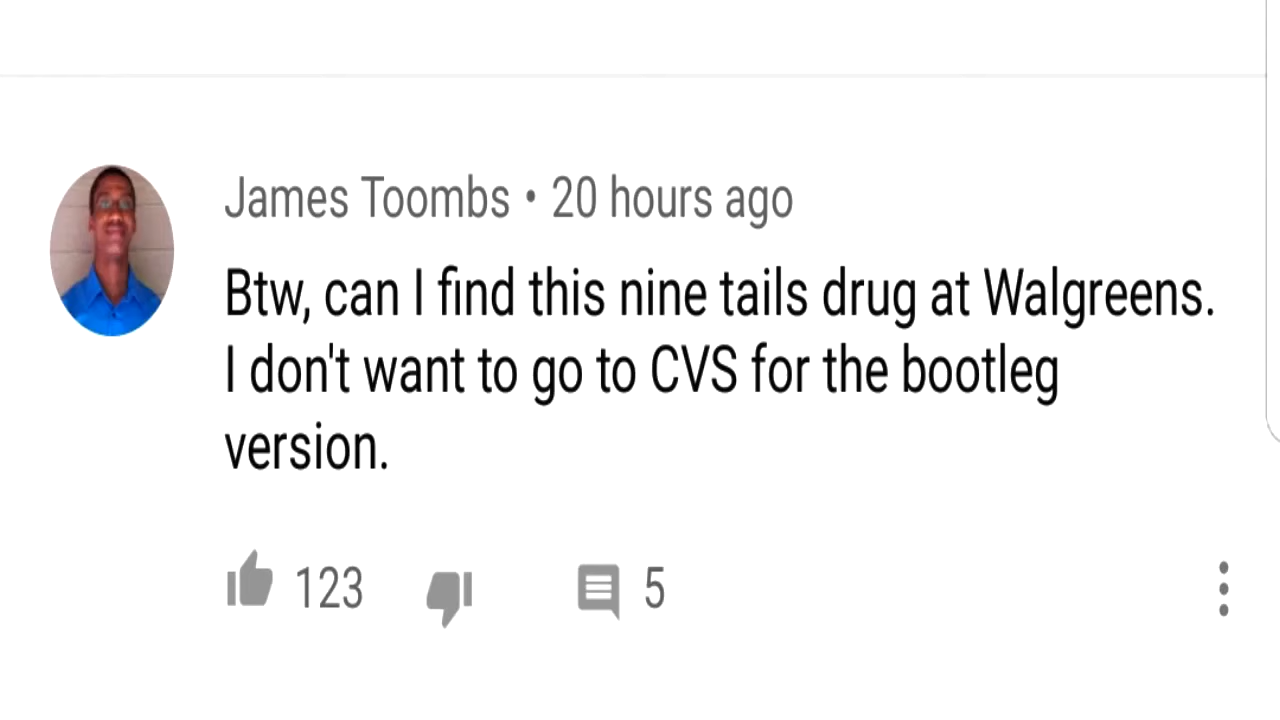 James Toombs • 20 hours ago
Btw, can I find this nine tails drug at Walgreens.
I don't want to go to CVS for the bootleg
version.
123 5